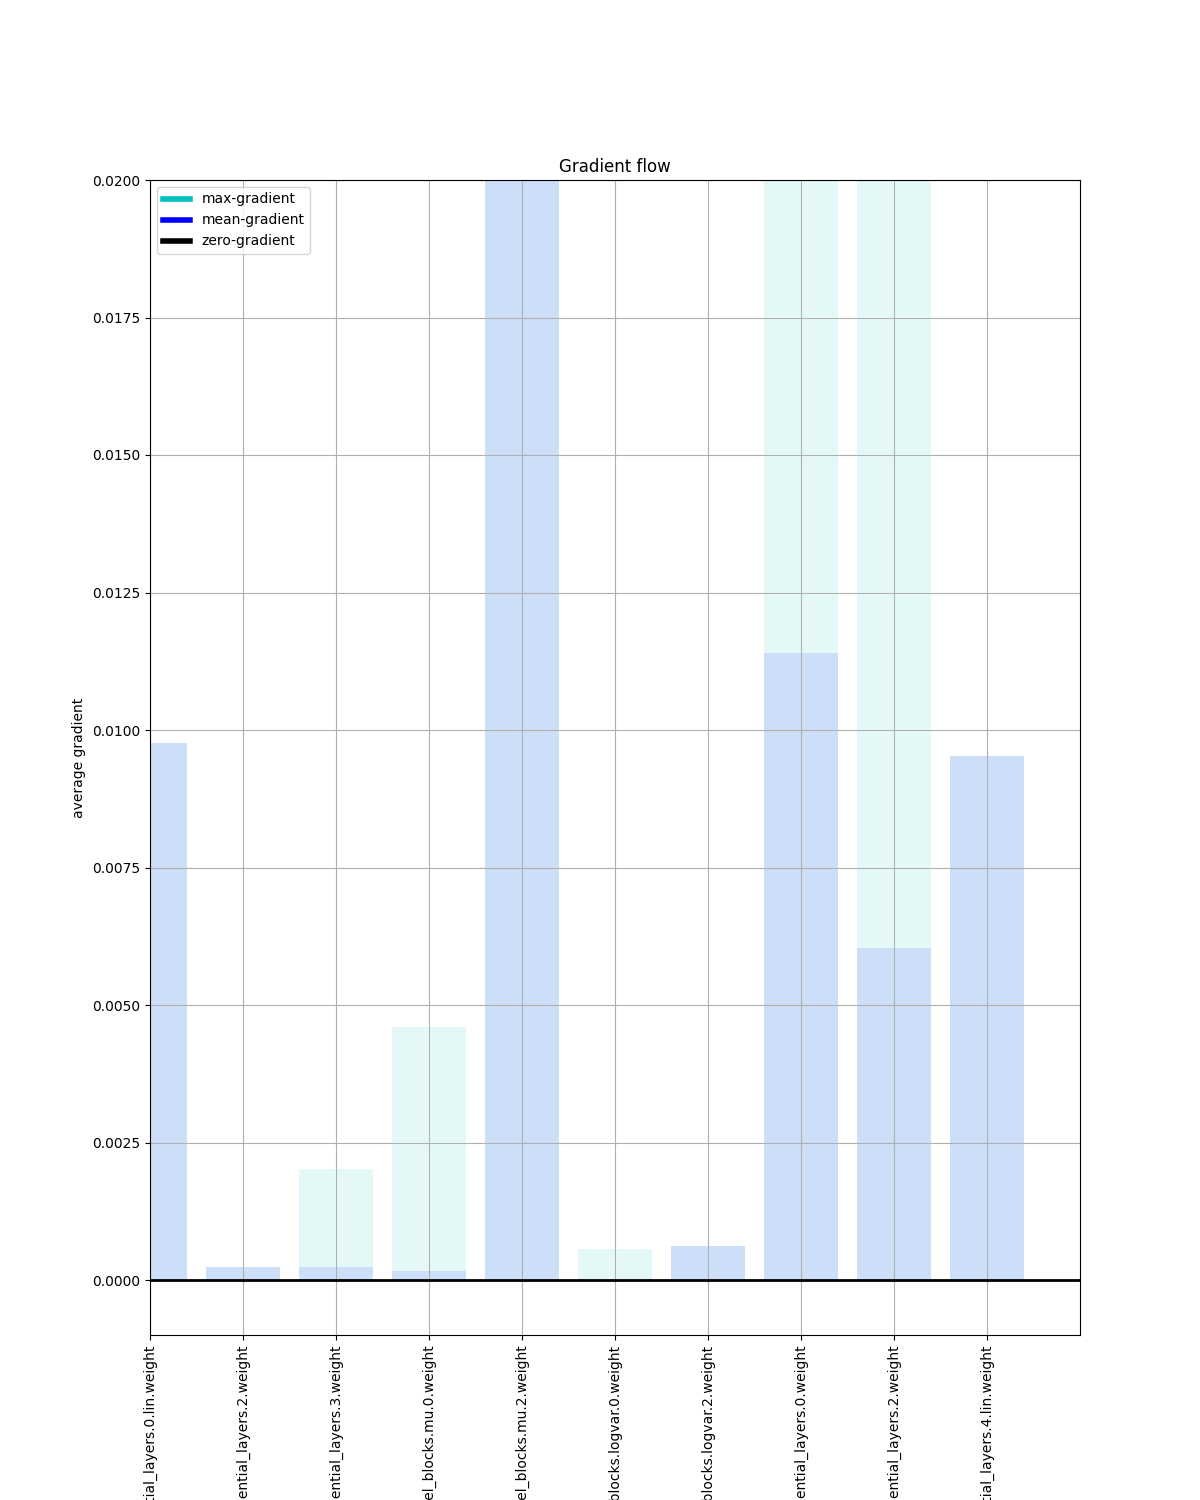 Gradient flow
max-gradient
mean-gradient
zero-gradient
0.0200
0.0175
0.0150
0.0125
0.0100
0.0075
0.0050
0.0025
0.0000
average gradient
tial_layers.0.lin.weight
ential_layers.2.weight
ential_layers.3.weight
el_blocks.mu.0.weight
el_blocks.mu.2.weight
blocks.logvar.0.weight
blocks.logvar.2.weight
ential_layers.0.weight
ential_layers.2.weight
tial_layers.4.lin.weight